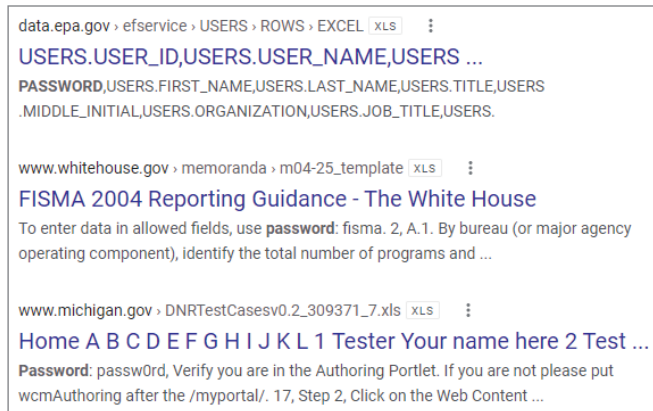 data.epa.gov › efservice › USERS › ROWS › EXCEL XLS
USERS.USER_ID,USERS.USER_NAME,USERS ...
PASSWORD,USERS.FIRST_NAME,USERS.LAST_NAME,USERS.TITLE,USERS
.MIDDLE_INITIAL,USERS.ORGANIZATION,USERS.JOB_TITLE,USERS.
www.whitehouse.gov › memoranda › m04-25_template XLS
FISMA 2004 Reporting Guidance - The White House
To enter data in allowed fields, use password: fisma. 2, A.1. By bureau (or major agency
operating component), identify the total number of programs and ...
www.michigan.gov › DNRTestCasesv0.2_309371_7.xls XLS
Home A B C D E F G H I J K L 1 Tester Your name here 2 Test ...
Password: passw0rd, Verify you are in the Authoring Portlet. If you are not please put
wcmAuthoring after the /myportal/. 17, Step 2, Click on the Web Content ...